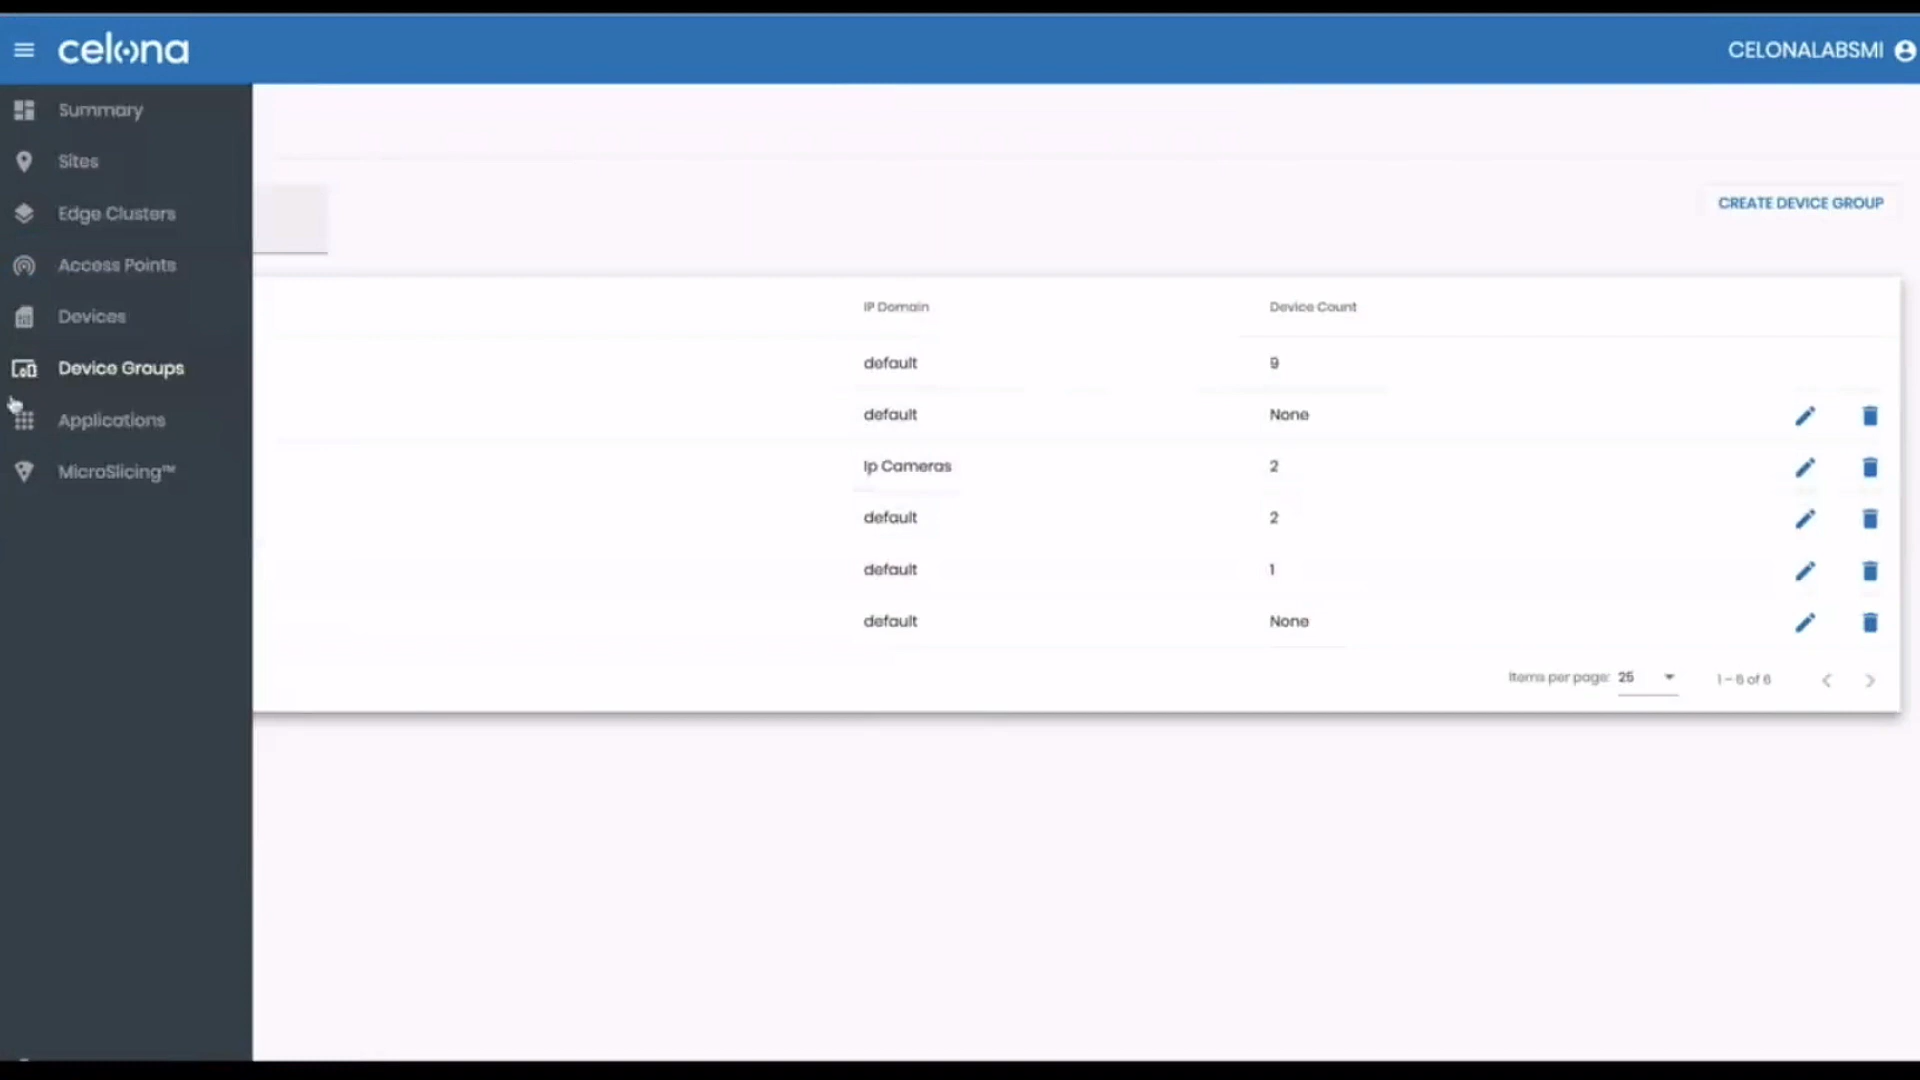 celona
CELONALABSMI
Summary
Sites
Edge Clusters
Access Points
Devices
Device Groups
Applications
MicroSlicing™
CREATE DEVICE GROUP
IP Domain Device Count
default 9
default None
Ip Cameras 2
default 2
default 1
default None
Items per page: 25 1 – 6 of 6